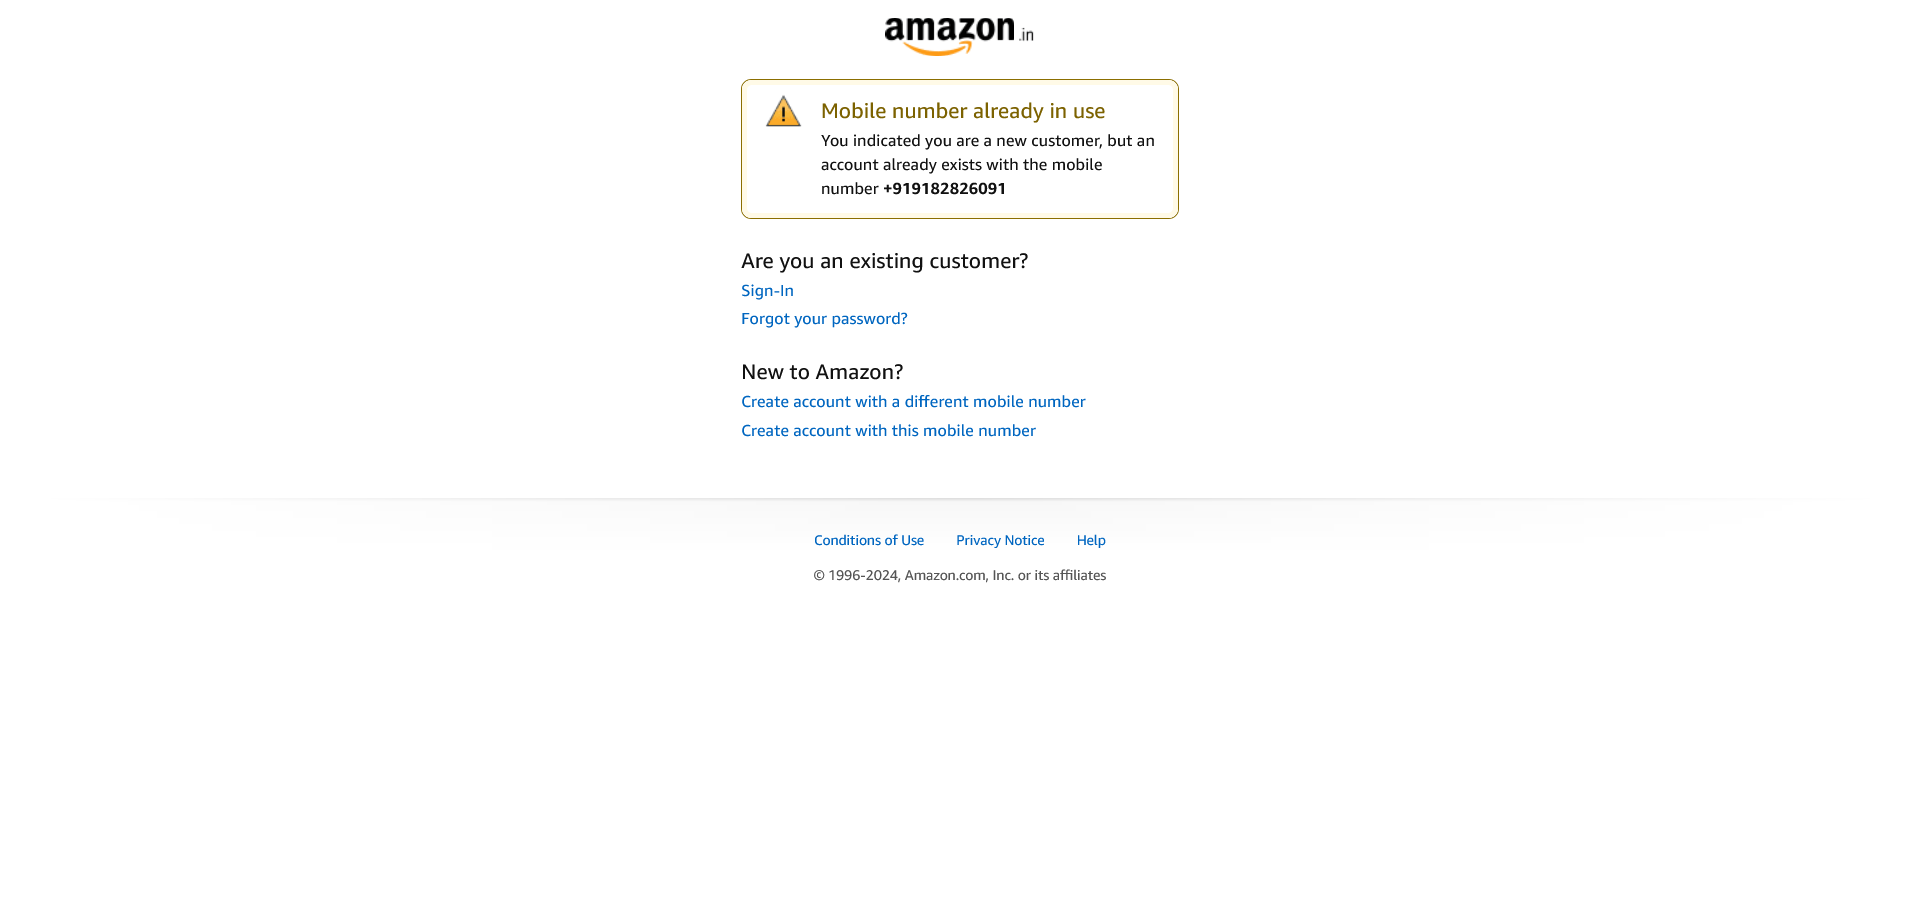 amazon.in
Mobile number already in use
You indicated you are a new customer, but an
account already exists with the mobile
number +919182826091
Are you an existing customer?
Sign-In
Forgot your password?
New to Amazon?
Create account with a different mobile number
Create account with this mobile number
Conditions of Use Privacy Notice Help
© 1996-2024, Amazon.com, Inc. or its affiliates